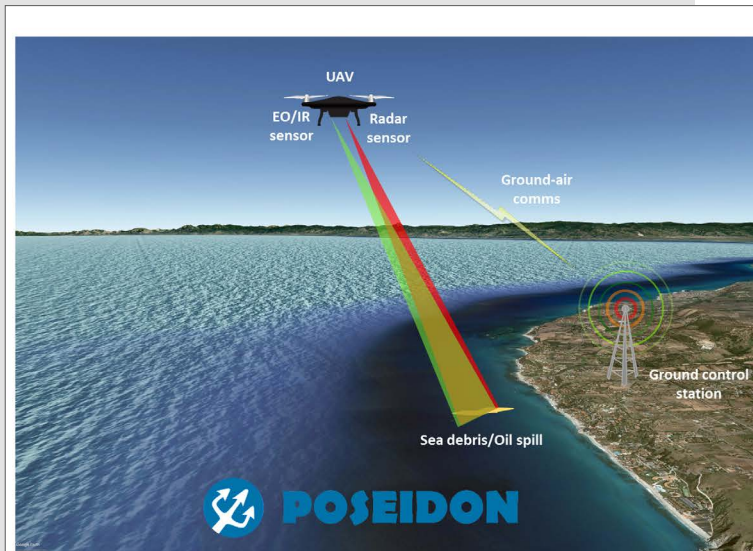 UAV
EO/IR
sensor
Radar
sensor
Ground-air
comms
Ground control
station
Sea debris/Oil spill
POSEIDON